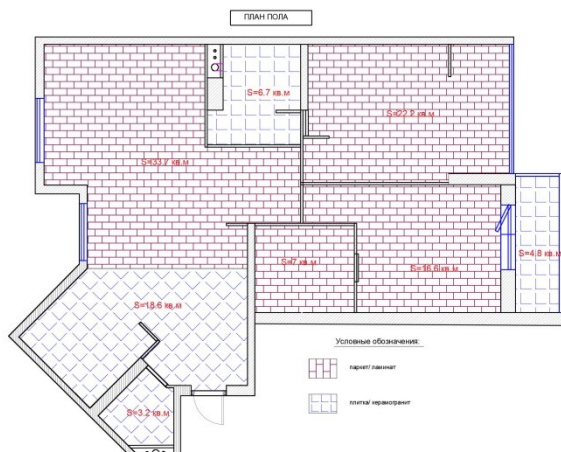 ПЛАН ПОЛА
S=6.7 кв.м
S=22.2 кв.м
S=33.7 кв.м
S=4.8 кв.м
S=7 кв.м
S=16.6 кв.м
S=18.6 кв.м
Условные обозначения:
паркет/ ламинат
плитка/ керамогранит
S=3.2 кв.м